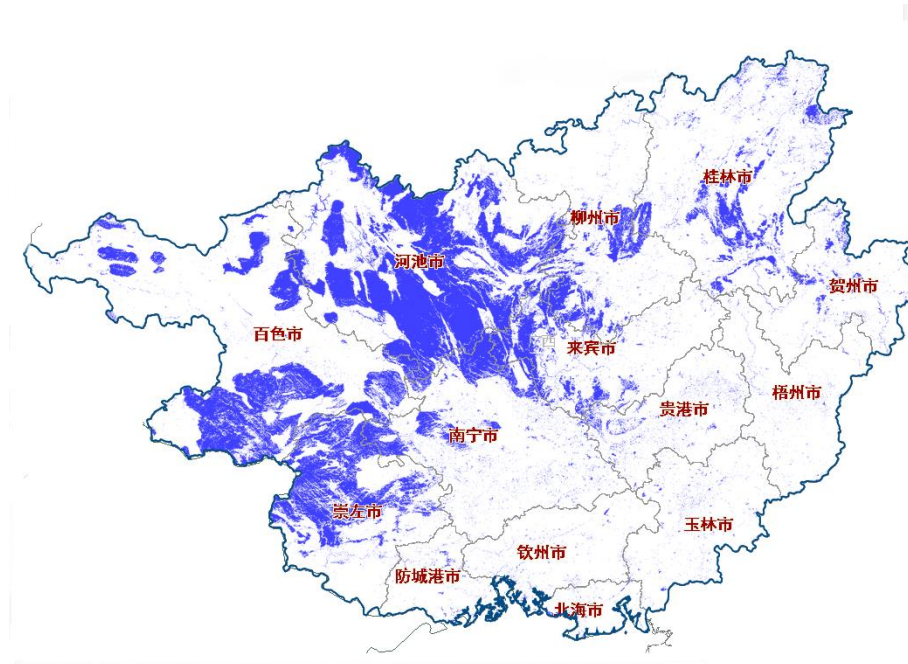 桂林市
柳州市
河池市
贺州市
百色市
来宾市
梧州市
贵港市
南宁市
崇左市
玉林市
钦州市
防城港市
北海市